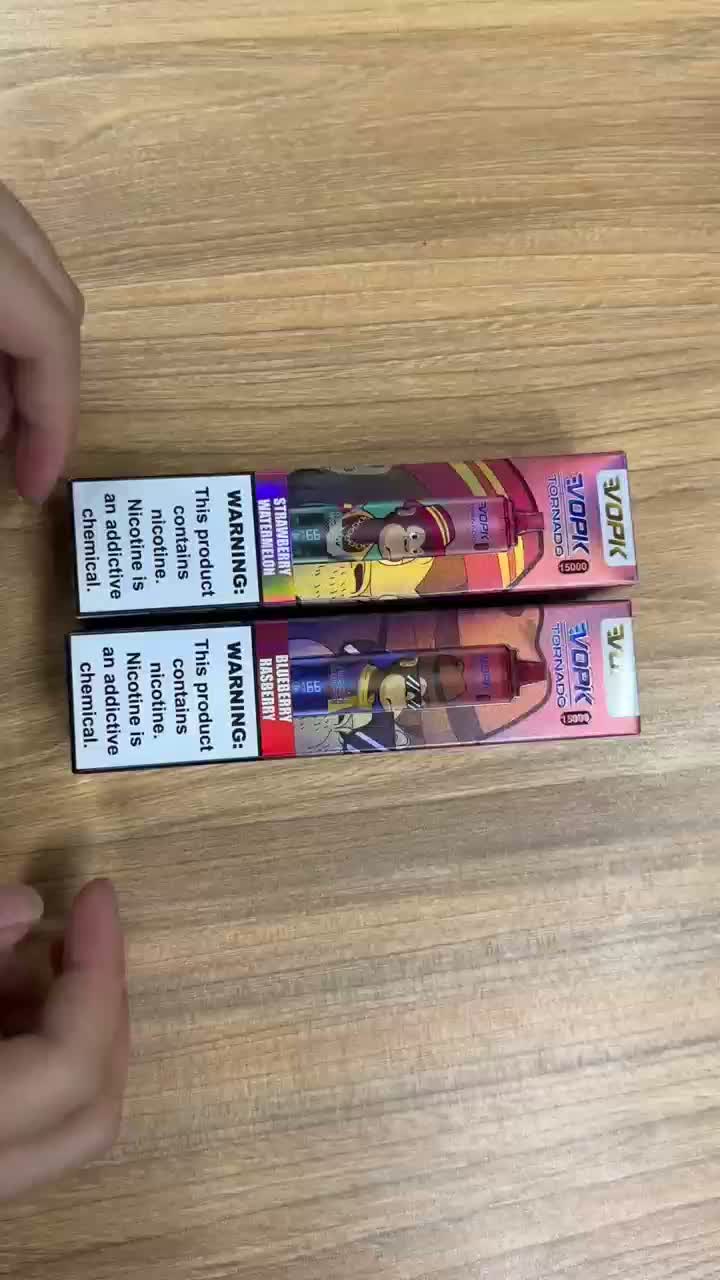 VOPK
VOPK
TORNADO
15000
VOPK
STRAWBERRY
WATERMELON
WARNING:
This product
contains
nicotine.
Nicotine is
an addictive
chemical.
VOPK
TORNADO
15000
BLUEBERRY
RASBERRY
WARNING:
This product
contains
nicotine.
Nicotine is
an addictive
chemical.